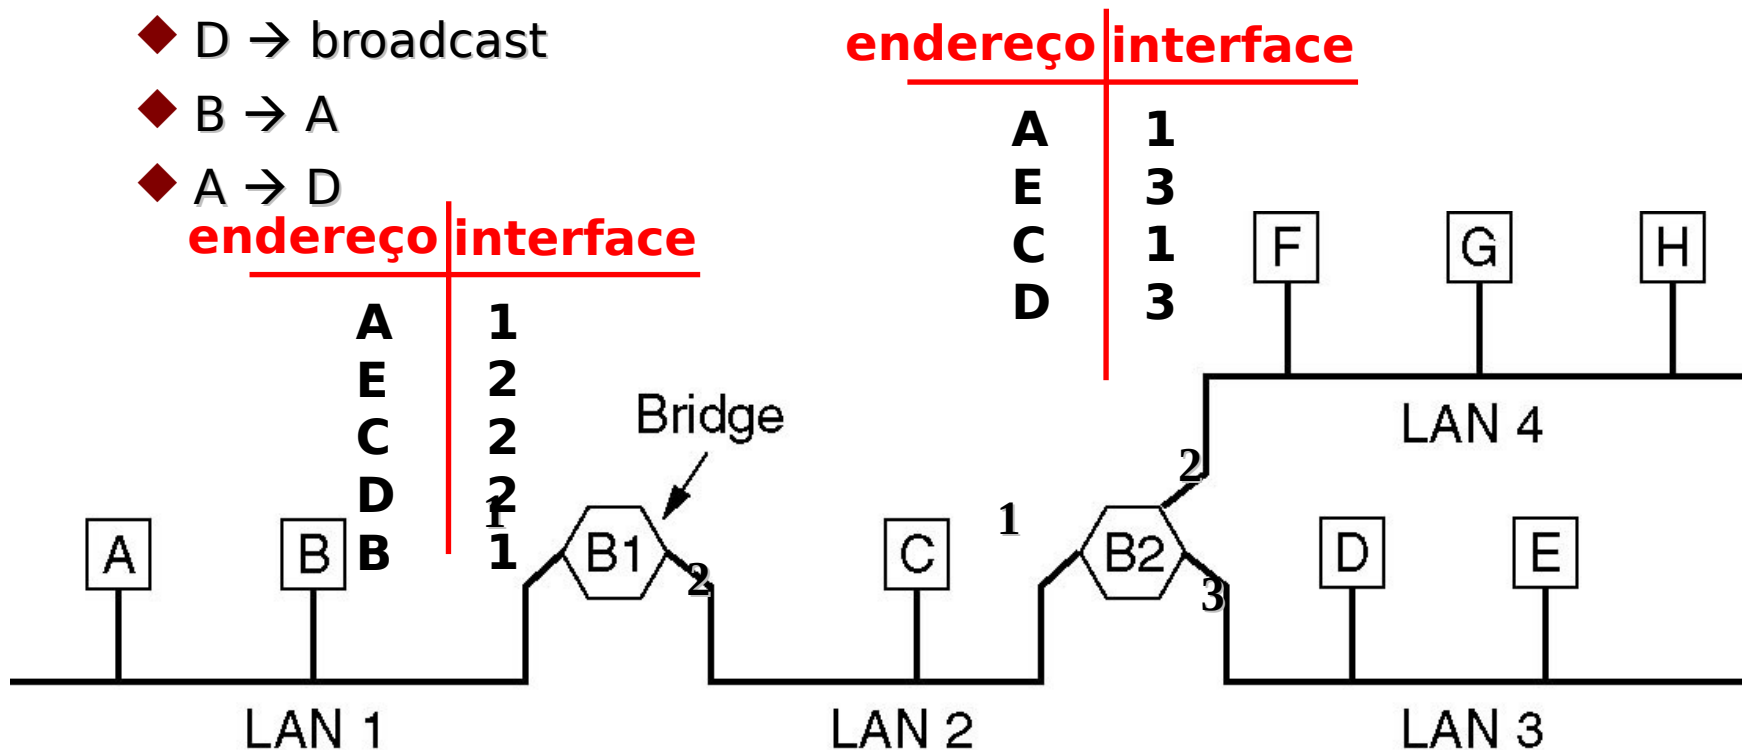 D → broadcast
B → A
A → D
endereço interface
A 1
E 2
C 2
D 2
B 1
endereço interface
A 1
E 3
C 1
D 3
F G H
LAN 4
Bridge
1
2
1
2
3
A B B1 C B2 D E
LAN 1 LAN 2 LAN 3